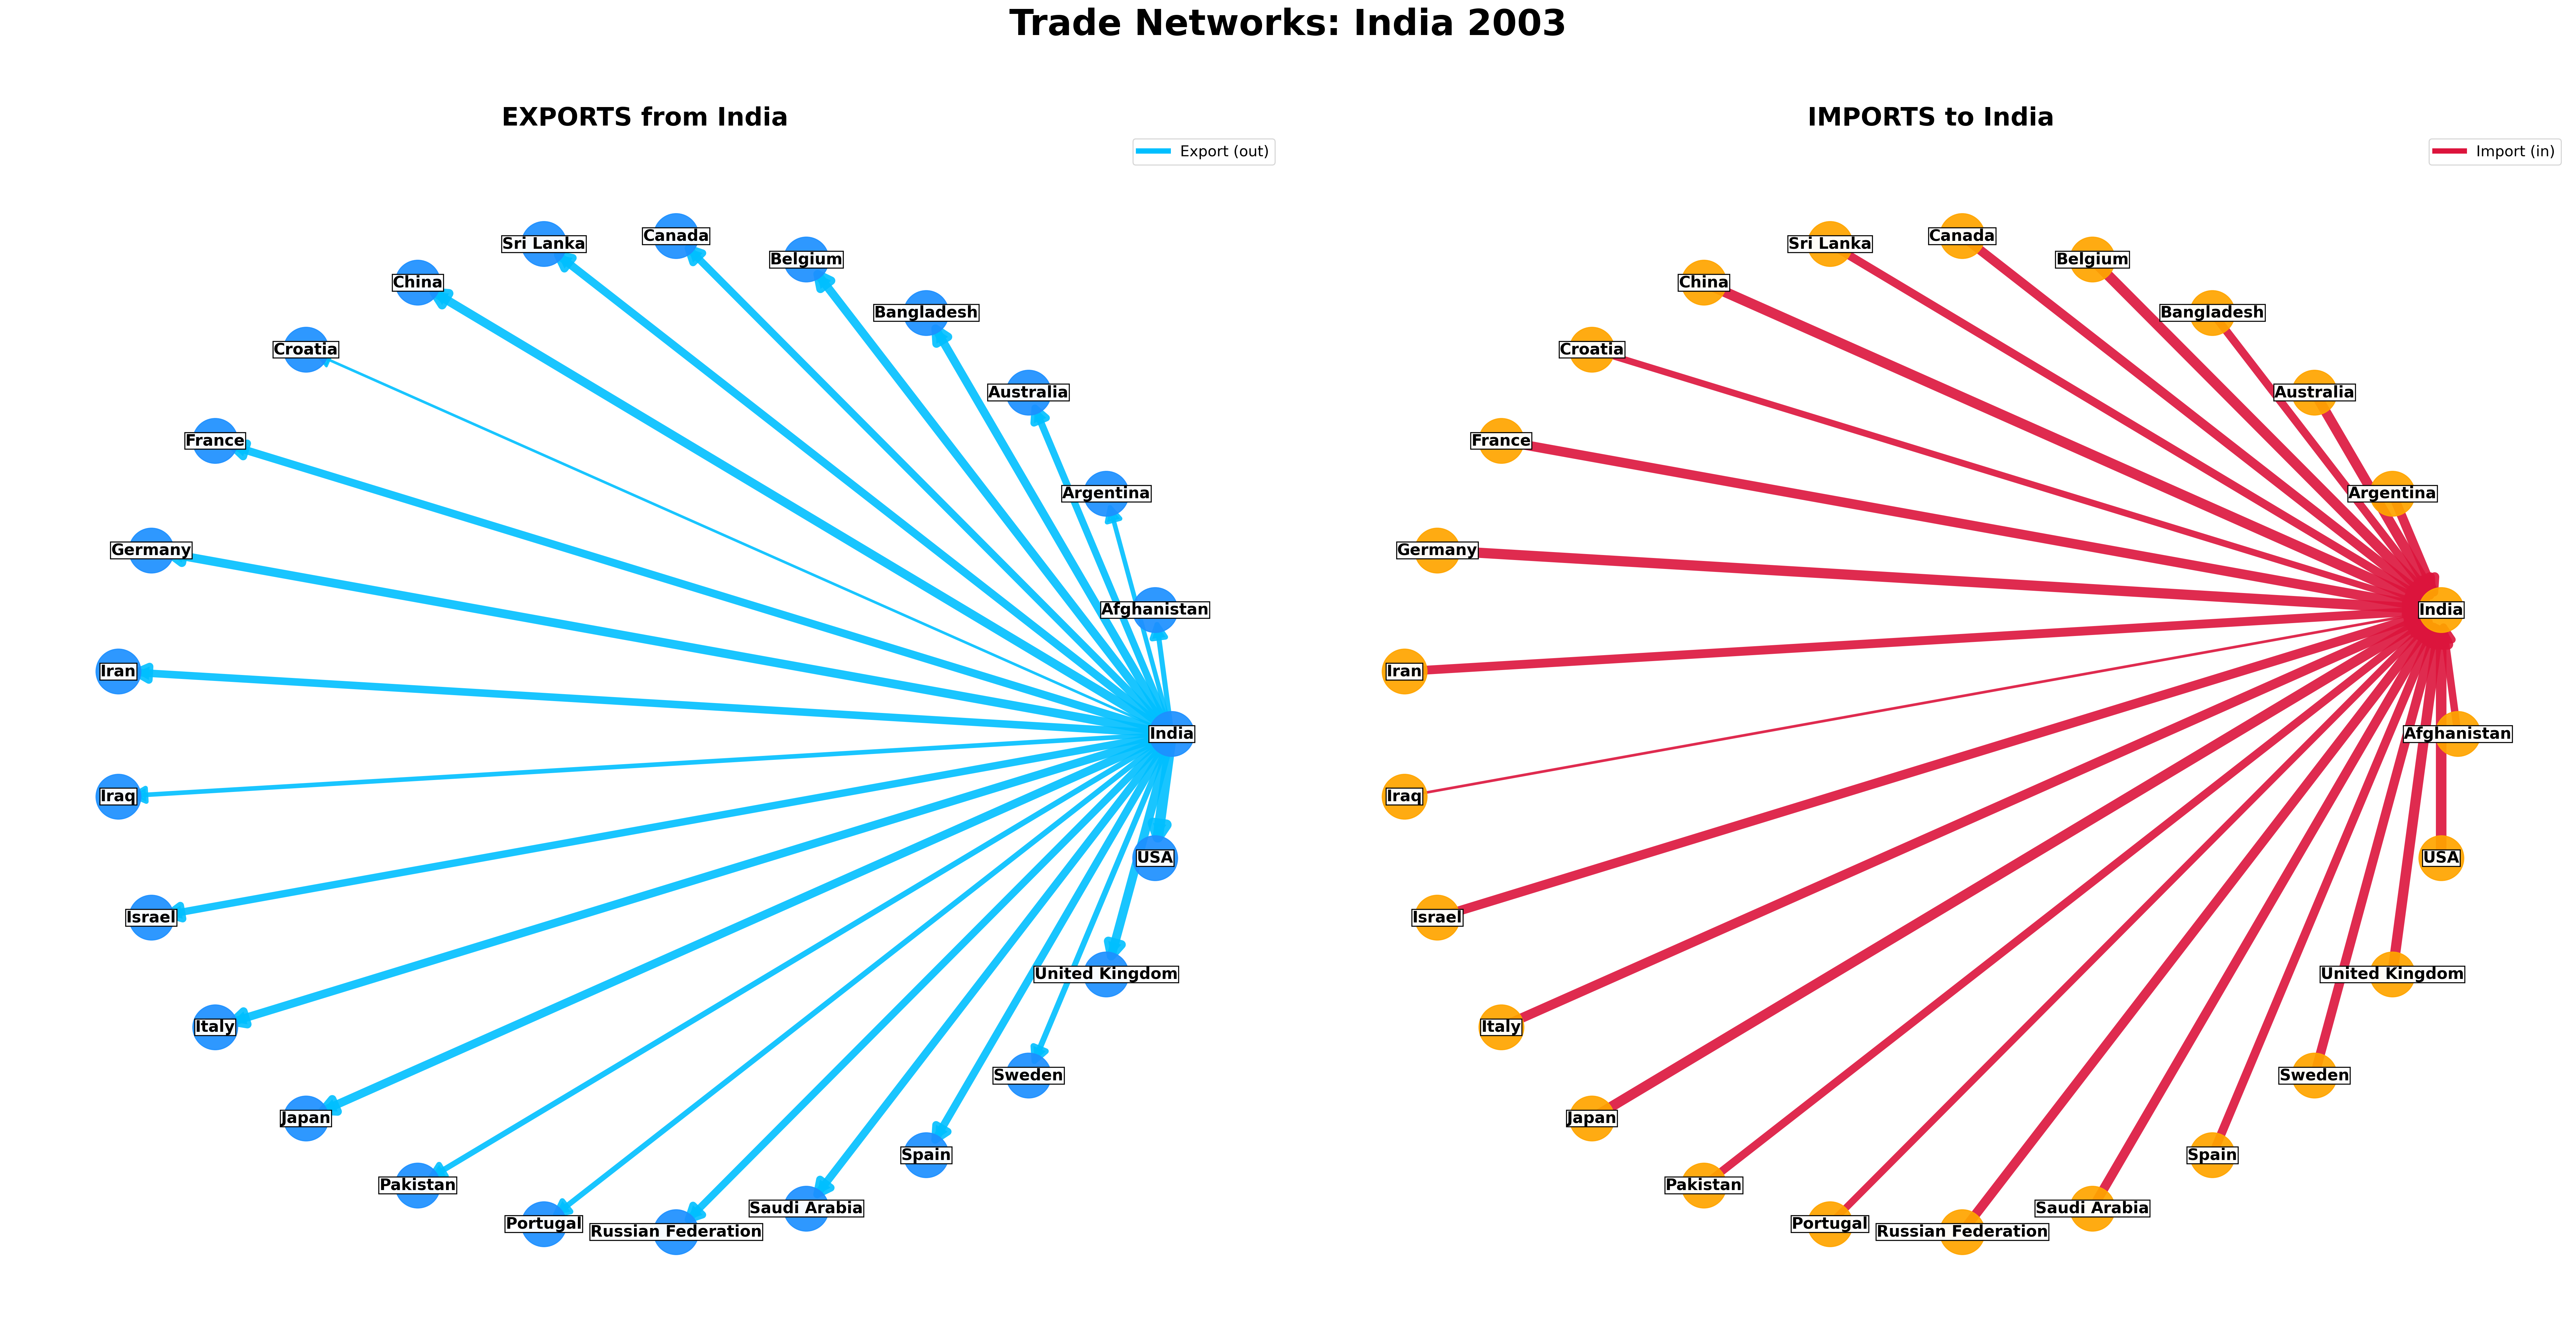 Trade Networks: India 2003
EXPORTS from India
Export (out)
Sri Lanka
Canada
Belgium
China
Bangladesh
Croatia
Australia
France
Argentina
Germany
Afghanistan
Iran
India
Iraq
USA
Israel
United Kingdom
Italy
Sweden
Japan
Spain
Pakistan
Saudi Arabia
Portugal
Russian Federation
IMPORTS to India
Import (in)
Sri Lanka
Canada
Belgium
China
Bangladesh
Croatia
Australia
France
Argentina
Germany
India
Iran
Afghanistan
Iraq
USA
Israel
United Kingdom
Italy
Sweden
Japan
Spain
Pakistan
Saudi Arabia
Portugal
Russian Federation